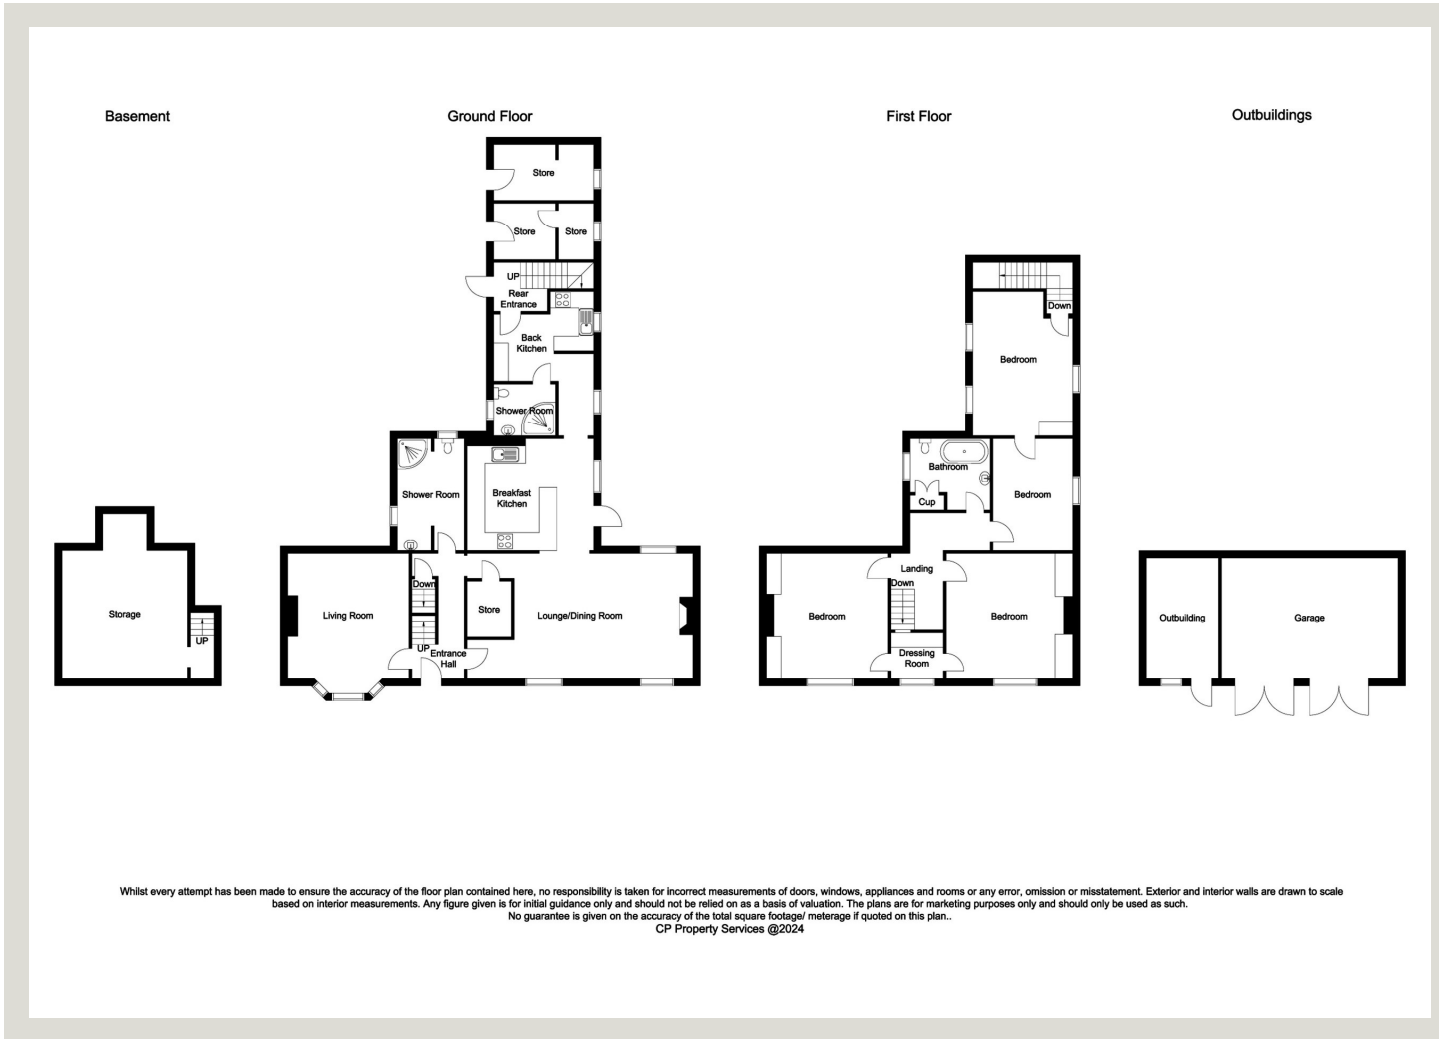 Basement
Ground Floor
First Floor
Outbuildings
Store
Store
Store
UP
Rear
Entrance
Back
Kitchen
Shower Room
Shower Room
Breakfast
Kitchen
Down
Living Room
Store
Lounge/Dining Room
UP
Entrance
Hall
Storage
UP
Down
Bedroom
Bathroom
Cup
Bedroom
Landing
Down
Bedroom
Bedroom
Dressing
Room
Outbuilding
Garage
Whilst every attempt has been made to ensure the accuracy of the floor plan contained here, no responsibility is taken for incorrect measurements of doors, windows, appliances and rooms or any error, omission or misstatement. Exterior and interior walls are drawn to scale
based on interior measurements. Any figure given is for initial guidance only and should not be relied on as a basis of valuation. The plans are for marketing purposes only and should only be used as such.
No guarantee is given on the accuracy of the total square footage/ meterage if quoted on this plan..
CP Property Services @2024